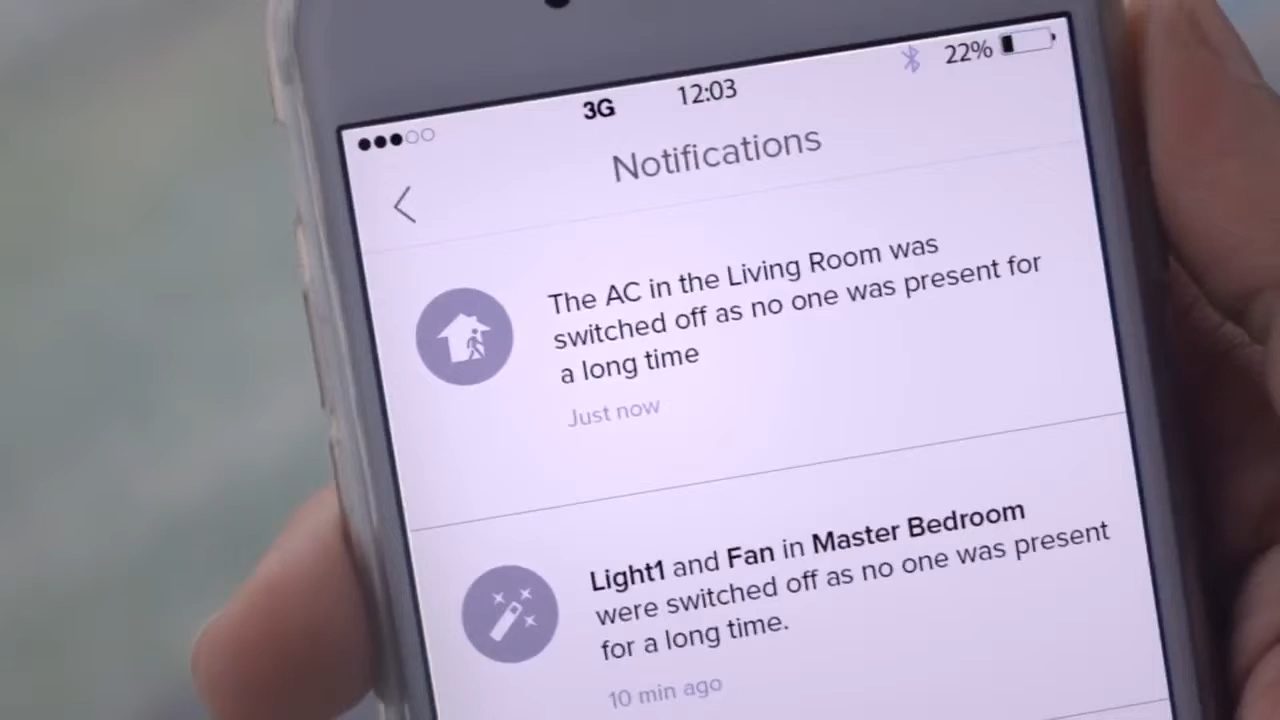 3G 12:03 22%
Notifications
The AC in the Living Room was
switched off as no one was present for
a long time
Just now
Light1 and Fan in Master Bedroom
were switched off as no one was present
for a long time.
10 min ago